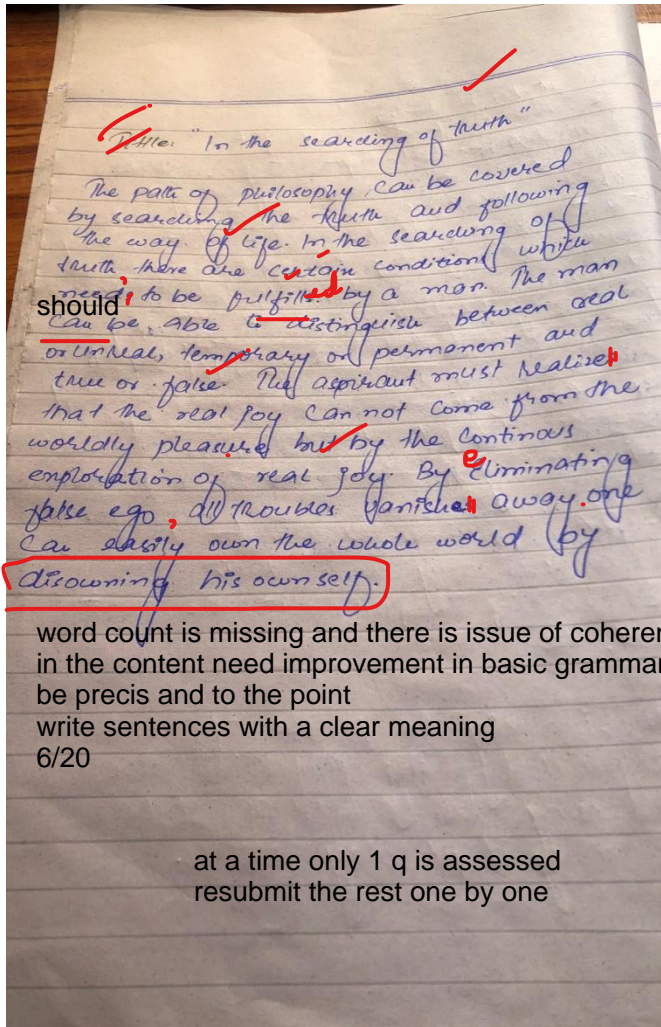 Title: "In the searching of truth"
The path of philosophy can be covered
by searching the truth and following
the way of life. In the searching of
truth, there are certain conditions which
need, to be fulfilled by a man. The man
should
can be able to distinguish between real
or unreal, temporary or permanent and
true or false. The aspirant must realize
that the real joy can not come from the
worldly pleasure but by the continous
exploration of real joy. By eliminating
false ego, all troubles vanishes away. one
can easily own the whole world by
disowning his own self.
word count is missing and there is issue of coheren
in the content need improvement in basic grammar
be precis and to the point
write sentences with a clear meaning
6/20
at a time only 1 q is assessed
resubmit the rest one by one